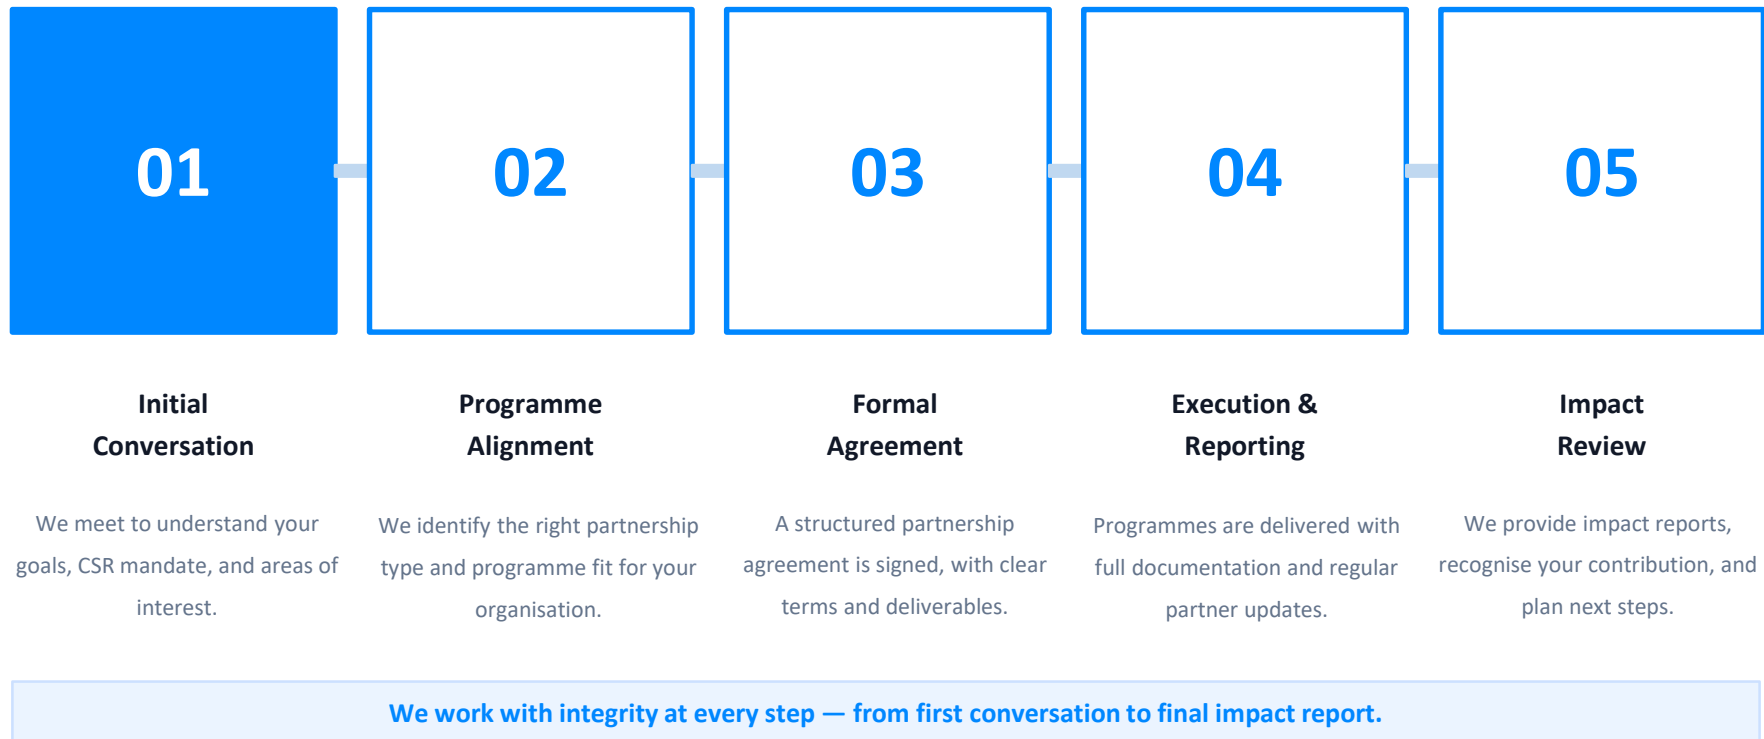 01
02
03
04
05
Initial
Conversation
We meet to understand your
goals, CSR mandate, and areas of
interest.
Programme
Alignment
We identify the right partnership
type and programme fit for your
organisation.
Formal
Agreement
A structured partnership
agreement is signed, with clear
terms and deliverables.
Execution &
Reporting
Programmes are delivered with
full documentation and regular
partner updates.
Impact
Review
We provide impact reports,
recognise your contribution, and
plan next steps.
We work with integrity at every step — from first conversation to final impact report.